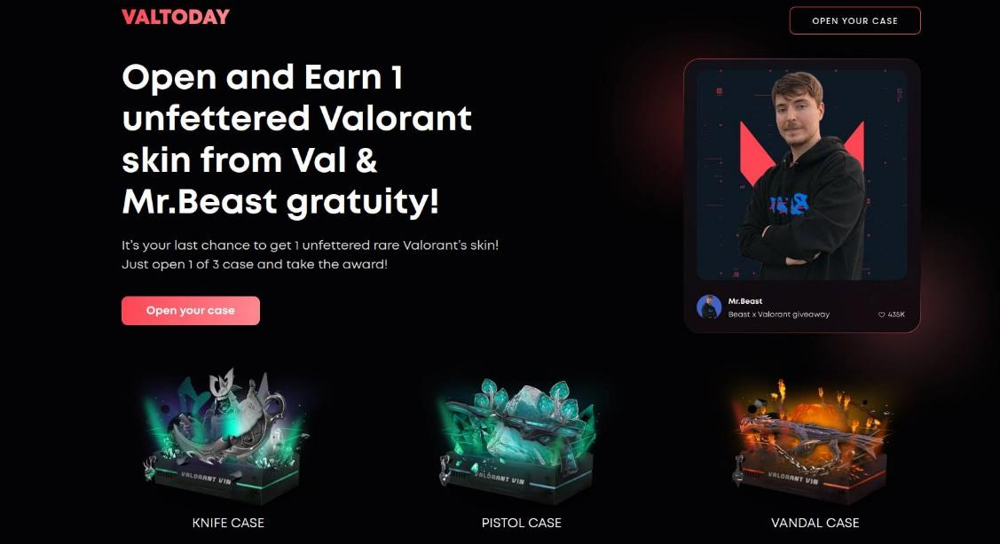 VALTODAY
OPEN YOUR CASE
Open and Earn 1
unfettered Valorant
skin from Val &
Mr.Beast gratuity!
It's your last chance to get 1 unfettered rare Valorant's skin!
Just open 1 of 3 case and take the award!
Open your case
Mr.Beast
Beast x Valorant giveaway
435K
VALORANT VIN
VALORANT VIN
VALORANT VIN
KNIFE CASE
PISTOL CASE
VANDAL CASE